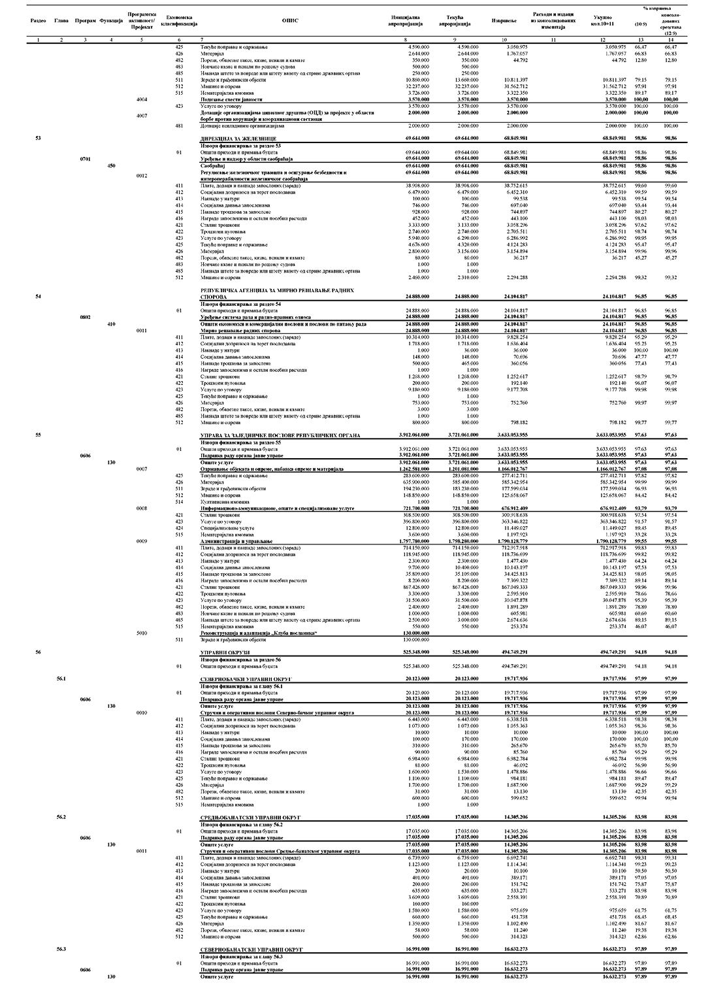 Раздео Глава Програм Функција Програмска активност/ Пројекат Економска класификација ОПИС Иницијална апропријација Текућа апропријација Извршење Расходи и издаци из консолидованих извештаја Укупно кол.10+11 % извршења (10:9) консоли-дованих средстава (12:9)
1 2 3 4 5 6 7 8 9 10 11 12 13 14
425 Текуће поправке и одржавање 4.590.000 4.590.000 3.050.975 3.050.975 66,47 66,47
426 Материјал 2.644.000 2.644.000 1.767.057 1.767.057 66,83 66,83
482 Порези, обавезне таксе, казне, пенали и камате 350.000 350.000 44.792 44.792 12,80 12,80
483 Новчане казне и пенали по решењу судова 500.000 500.000
485 Накнада штете за повреде или штету нанету од стране државних органа 250.000 250.000
511 Зграде и грађевински објекти 10.860.000 13.660.000 10.811.397 10.811.397 79,15 79,15
512 Машине и опрема 32.237.000 32.237.000 31.562.712 31.562.712 97,91 97,91
515 Нематеријална имовина 3.726.000 3.726.000 3.322.350 3.322.350 89,17 89,17
4004 Подизање свести јавности 3.570.000 3.570.000 3.570.000 3.570.000 100,00 100,00
423 Услуге по уговору 3.570.000 3.570.000 3.570.000 3.570.000 100,00 100,00
4007 Дотације организацијама цивилног друштва (ОЦД) за пројекте у области борбе против корупције и координациони састанци 2.000.000 2.000.000 2.000.000 2.000.000 100,00 100,00
481 Дотације невладиним организацијама 2.000.000 2.000.000 2.000.000 2.000.000 100,00 100,00
53 ДИРЕКЦИЈА ЗА ЖЕЛЕЗНИЦЕ 69.644.000 69.644.000 68.849.981 68.849.981 98,86 98,86
Извори финансирања за раздео 53
01 Општи приходи и примања буџета 69.644.000 69.644.000 68.849.981 68.849.981 98,86 98,86
0701 Уређење и надзор у области саобраћаја 69.644.000 69.644.000 68.849.981 68.849.981 98,86 98,86
450 Саобраћај 69.644.000 69.644.000 68.849.981 68.849.981 98,86 98,86
0012 Регулисање железничког тржишта и осигурање безбедности и интероперабилности железничког саобраћаја 69.644.000 69.644.000 68.849.981 68.849.981 98,86 98,86
411 Плате, додаци и накнаде запослених (зараде) 38.908.000 38.908.000 38.752.615 38.752.615 99,60 99,60
412 Социјални доприноси на терет послодавца 6.479.000 6.479.000 6.452.310 6.452.310 99,59 99,59
413 Накнаде у натури 100.000 100.000 99.538 99.538 99,54 99,54
414 Социјална давања запосленима 746.000 746.000 697.040 697.040 93,44 93,44
415 Накнаде трошкова за запослене 928.000 928.000 744.897 744.897 80,27 80,27
416 Награде запосленима и остали посебни расходи 452.000 452.000 443.100 443.100 98,03 98,03
421 Стални трошкови 3.333.000 3.133.000 3.058.296 3.058.296 97,62 97,62
422 Трошкови путовања 2.740.000 2.740.000 2.705.511 2.705.511 98,74 98,74
423 Услуге по уговору 5.940.000 6.290.000 6.286.992 6.286.992 99,95 99,95
425 Текуће поправке и одржавање 4.676.000 4.320.000 4.124.283 4.124.283 95,47 95,47
426 Материјал 2.800.000 3.156.000 3.154.894 3.154.894 99,96 99,96
482 Порези, обавезне таксе, казне, пенали и камате 80.000 80.000 36.217 36.217 45,27 45,27
483 Новчане казне и пенали по решењу судова 1.000 1.000
485 Накнада штете за повреде или штету нанету од стране државних органа 1.000 1.000
512 Машине и опрема 2.460.000 2.310.000 2.294.288 2.294.288 99,32 99,32
54 РЕПУБЛИЧКА АГЕНЦИЈА ЗА МИРНО РЕШАВАЊЕ РАДНИХ СПОРОВА 24.888.000 24.888.000 24.104.817 24.104.817 96,85 96,85
Извори финансирања за раздео 54
01 Општи приходи и примања буџета 24.888.000 24.888.000 24.104.817 24.104.817 96,85 96,85
0802 Уређење система рада и радно-правних односа 24.888.000 24.888.000 24.104.817 24.104.817 96,85 96,85
410 Општи економски и комерцијални послови и послови по питању рада 24.888.000 24.888.000 24.104.817 24.104.817 96,85 96,85
0011 Мирно решавање радних спорова 24.888.000 24.888.000 24.104.817 24.104.817 96,85 96,85
411 Плате, додаци и накнаде запослених (зараде) 10.314.000 10.314.000 9.828.254 9.828.254 95,29 95,29
412 Социјални доприноси на терет послодавца 1.718.000 1.718.000 1.636.404 1.636.404 95,25 95,25
413 Накнаде у натури 1.000 36.000 36.000 36.000 100,00 100,00
414 Социјална давања запосленима 148.000 148.000 70.696 70.696 47,77 47,77
415 Накнаде трошкова за запослене 500.000 465.000 360.056 360.056 77,43 77,43
416 Награде запосленима и остали посебни расходи 1.000 1.000
421 Стални трошкови 1.268.000 1.268.000 1.252.617 1.252.617 98,79 98,79
422 Трошкови путовања 200.000 200.000 192.140 192.140 96,07 96,07
423 Услуге по уговору 9.180.000 9.180.000 9.177.708 9.177.708 99,98 99,98
425 Текуће поправке и одржавање 1.000 1.000
426 Материјал 753.000 753.000 752.760 752.760 99,97 99,97
482 Порези, обавезне таксе, казне, пенали и камате 3.000 3.000
485 Накнада штете за повреде или штету нанету од стране државних органа 1.000 1.000
512 Машине и опрема 800.000 800.000 798.182 798.182 99,77 99,77
55 УПРАВА ЗА ЗАЈЕДНИЧКЕ ПОСЛОВЕ РЕПУБЛИЧКИХ ОРГАНА 3.912.061.000 3.721.061.000 3.633.053.955 3.633.053.955 97,63 97,63
Извори финансирања за раздео 55
01 Општи приходи и примања буџета 3.912.061.000 3.721.061.000 3.633.053.955 3.633.053.955 97,63 97,63
0606 Подршка раду органа јавне управе 3.912.061.000 3.721.061.000 3.633.053.955 3.633.053.955 97,63 97,63
130 Опште услуге 3.912.061.000 3.721.061.000 3.633.053.955 3.633.053.955 97,63 97,63
0007 Одржавање објеката и опреме, набавка опреме и материјала 1.262.581.000 1.201.081.000 1.166.012.767 1.166.012.767 97,08 97,08
425 Текуће поправке и одржавање 283.600.000 283.600.000 277.412.711 277.412.711 97,82 97,82
426 Материјал 635.900.000 585.400.000 585.342.954 585.342.954 99,99 99,99
511 Зграде и грађевински објекти 194.230.000 183.230.000 177.599.034 177.599.034 96,93 96,93
512 Машине и опрема 148.850.000 148.850.000 125.658.067 125.658.067 84,42 84,42
514 Култивисана имовина 1.000 1.000
0008 Информационо-комуникационе, опште и специјализоване услуге 721.700.000 721.700.000 676.912.409 676.912.409 93,79 93,79
421 Стални трошкови 308.500.000 308.500.000 300.918.638 300.918.638 97,54 97,54
423 Услуге по уговору 396.800.000 396.800.000 363.346.822 363.346.822 91,57 91,57
424 Специјализоване услуге 12.800.000 12.800.000 11.449.027 11.449.027 89,45 89,45
515 Нематеријална имовина 3.600.000 3.600.000 1.197.923 1.197.923 33,28 33,28
0009 Администрација и управљање 1.797.780.000 1.798.280.000 1.790.128.779 1.790.128.779 99,55 99,55
411 Плате, додаци и накнаде запослених (зараде) 714.150.000 714.150.000 712.917.918 712.917.918 99,83 99,83
412 Социјални доприноси на терет послодавца 118.945.000 118.945.000 118.736.699 118.736.699 99,82 99,82
413 Накнаде у натури 2.300.000 2.300.000 1.477.430 1.477.430 64,24 64,24
414 Социјална давања запосленима 9.700.000 10.400.000 10.143.197 10.143.197 97,53 97,53
415 Накнаде трошкова за запослене 35.809.000 35.109.000 34.425.813 34.425.813 98,05 98,05
416 Награде запосленима и остали посебни расходи 8.200.000 8.200.000 7.309.322 7.309.322 89,14 89,14
421 Стални трошкови 867.426.000 867.426.000 867.049.333 867.049.333 99,96 99,96
422 Трошкови путовања 3.300.000 3.300.000 2.595.910 2.595.910 78,66 78,66
423 Услуге по уговору 31.500.000 31.500.000 30.047.878 30.047.878 95,39 95,39
482 Порези, обавезне таксе, казне, пенали и камате 2.400.000 2.400.000 1.891.289 1.891.289 78,80 78,80
483 Новчане казне и пенали по решењу судова 1.000.000 1.000.000 605.981 605.981 60,60 60,60
485 Накнада штете за повреде или штету нанету од стране државних органа 2.500.000 3.000.000 2.674.636 2.674.636 89,15 89,15
515 Нематеријална имовина 550.000 550.000 253.374 253.374 46,07 46,07
5010 Реконструкција и адаптација „Клуба посланика“ 130.000.000
511 Зграде и грађевински објекти 130.000.000
56 УПРАВНИ ОКРУЗИ 525.348.000 525.348.000 494.749.291 494.749.291 94,18 94,18
Извори финансирања за раздео 56
01 Општи приходи и примања буџета 525.348.000 525.348.000 494.749.291 494.749.291 94,18 94,18
56.1 СЕВЕРНОБАЧКИ УПРАВНИ ОКРУГ 20.123.000 20.123.000 19.717.936 19.717.936 97,99 97,99
Извори финансирања за главу 56.1
01 Општи приходи и примања буџета 20.123.000 20.123.000 19.717.936 19.717.936 97,99 97,99
0606 Подршка раду органа јавне управе 20.123.000 20.123.000 19.717.936 19.717.936 97,99 97,99
130 Опште услуге 20.123.000 20.123.000 19.717.936 19.717.936 97,99 97,99
0010 Стручни и оперативни послови Северно-бачког управног округа 20.123.000 20.123.000 19.717.936 19.717.936 97,99 97,99
411 Плате, додаци и накнаде запослених (зараде) 6.443.000 6.443.000 6.338.518 6.338.518 98,38 98,38
412 Социјални доприноси на терет послодавца 1.073.000 1.073.000 1.055.363 1.055.363 98,36 98,36
413 Накнаде у натури 10.000 10.000 10.000 10.000 100,00 100,00
414 Социјална давања запосленима 100.000 170.000 170.000 170.000 100,00 100,00
415 Накнаде трошкова за запослене 310.000 310.000 265.670 265.670 85,70 85,70
416 Награде запосленима и остали посебни расходи 90.000 90.000 85.760 85.760 95,29 95,29
421 Стални трошкови 6.984.000 6.984.000 6.982.784 6.982.784 99,98 99,98
422 Трошкови путовања 81.000 81.000 46.092 46.092 56,90 56,90
423 Услуге по уговору 1.600.000 1.530.000 1.478.886 1.478.886 96,66 96,66
425 Текуће поправке и одржавање 1.100.000 1.100.000 984.181 984.181 89,47 89,47
426 Материјал 1.700.000 1.700.000 1.687.900 1.687.900 99,29 99,29
482 Порези, обавезне таксе, казне, пенали и камате 31.000 31.000 13.130 13.130 42,35 42,35
512 Машине и опрема 600.000 600.000 599.652 599.652 99,94 99,94
515 Нематеријална имовина 1.000 1.000
56.2 СРЕДЊОБАНАТСКИ УПРАВНИ ОКРУГ 17.035.000 17.035.000 14.305.206 14.305.206 83,98 83,98
Извори финансирања за главу 56.2
01 Општи приходи и примања буџета 17.035.000 17.035.000 14.305.206 14.305.206 83,98 83,98
0606 Подршка раду органа јавне управе 17.035.000 17.035.000 14.305.206 14.305.206 83,98 83,98
130 Опште услуге 17.035.000 17.035.000 14.305.206 14.305.206 83,98 83,98
0011 Стручни и оперативни послови Средње-банатског управног округа 17.035.000 17.035.000 14.305.206 14.305.206 83,98 83,98
411 Плате, додаци и накнаде запослених (зараде) 6.739.000 6.739.000 6.692.741 6.692.741 99,31 99,31
412 Социјални доприноси на терет послодавца 1.123.000 1.123.000 1.114.341 1.114.341 99,23 99,23
413 Накнаде у натури 20.000 20.000 10.100 10.100 50,50 50,50
414 Социјална давања запосленима 401.000 401.000 389.171 389.171 97,05 97,05
415 Накнаде трошкова за запослене 200.000 200.000 151.742 151.742 75,87 75,87
416 Награде запосленима и остали посебни расходи 635.000 635.000 533.271 533.271 83,98 83,98
421 Стални трошкови 3.609.000 3.609.000 2.558.391 2.558.391 70,89 70,89
422 Трошкови путовања 160.000 160.000
423 Услуге по уговору 1.580.000 1.580.000 975.659 975.659 61,75 61,75
425 Текуће поправке и одржавање 660.000 660.000 451.738 451.738 68,45 68,45
426 Материјал 1.350.000 1.350.000 1.102.490 1.102.490 81,67 81,67
482 Порези, обавезне таксе, казне, пенали и камате 58.000 58.000 11.240 11.240 19,38 19,38
512 Машине и опрема 500.000 500.000 314.323 314.323 62,86 62,86
56.3 СЕВЕРНОБАНАТСКИ УПРАВНИ ОКРУГ 16.991.000 16.991.000 16.632.273 16.632.273 97,89 97,89
Извори финансирања за главу 56.3
01 Општи приходи и примања буџета 16.991.000 16.991.000 16.632.273 16.632.273 97,89 97,89
0606 Подршка раду органа јавне управе 16.991.000 16.991.000 16.632.273 16.632.273 97,89 97,89
130 Опште услуге 16.991.000 16.991.000 16.632.273 16.632.273 97,89 97,89